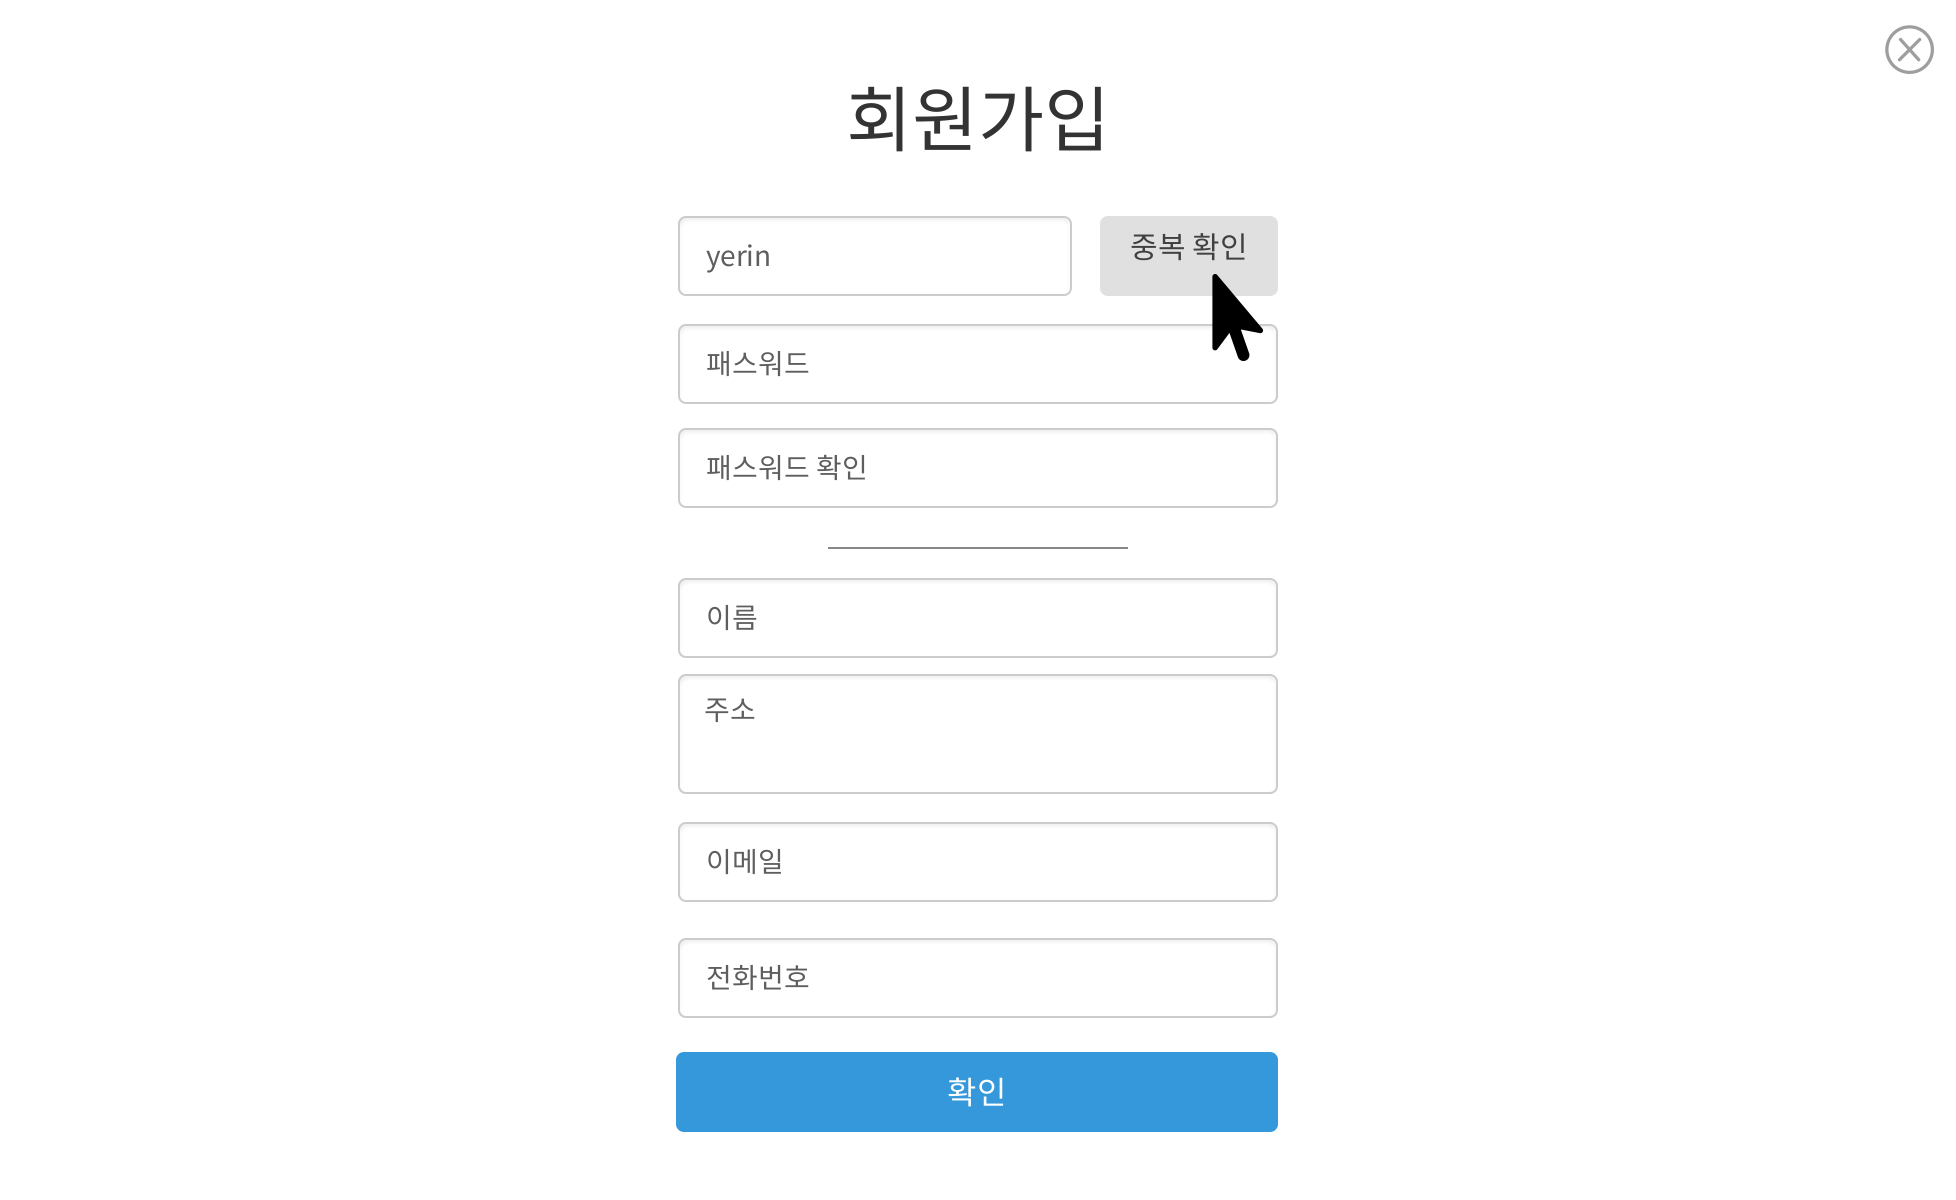 회원가입
yerin
중복 확인
패스워드
패스워드 확인
이름
주소
이메일
전화번호
확인